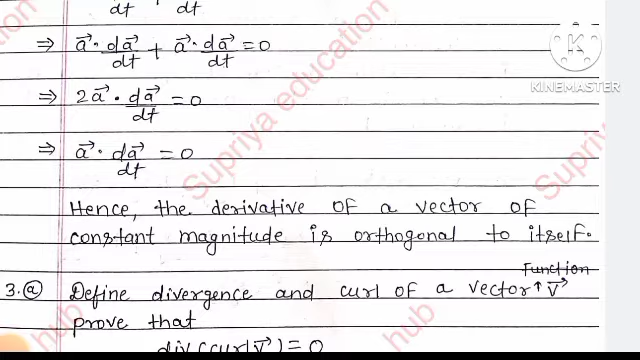 dt dt
⇒ a⃗ · da⃗/dt + a⃗ · da⃗/dt = 0
⇒ 2a⃗ · da⃗/dt = 0
⇒ a⃗ · da⃗/dt = 0
Hence, the derivative of a vector of
constant magnitude is orthogonal to itself.
3.(a) Define divergence and curl of a vector ↑ Function V⃗
prove that
div (curl V⃗) = 0
KINEMASTER
Supriya education
hub